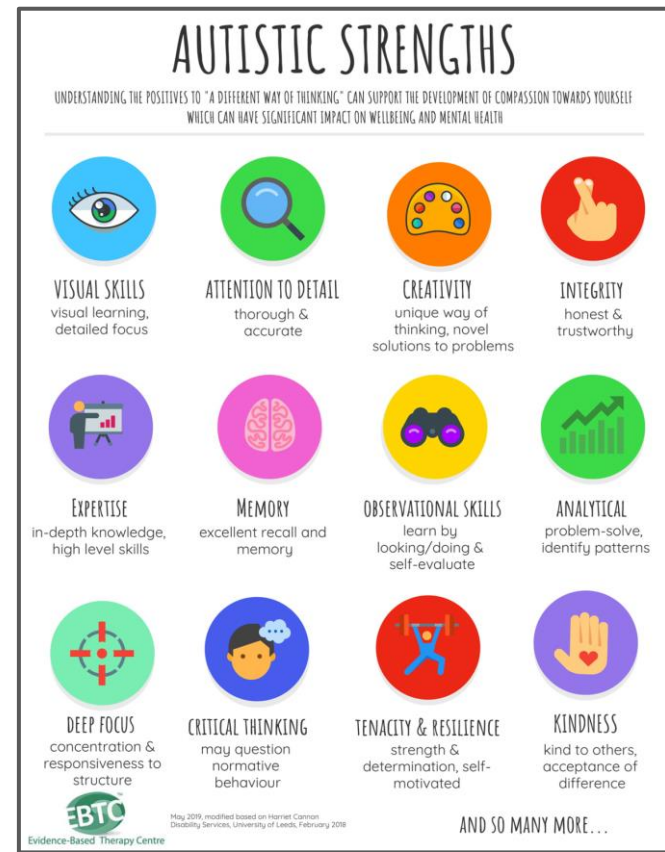 AUTISTIC STRENGTHS
UNDERSTANDING THE POSITIVES TO "A DIFFERENT WAY OF THINKING" CAN SUPPORT THE DEVELOPMENT OF COMPASSION TOWARDS YOURSELF
WHICH CAN HAVE SIGNIFICANT IMPACT ON WELLBEING AND MENTAL HEALTH
VISUAL SKILLS
visual learning,
detailed focus
ATTENTION TO DETAIL
thorough &
accurate
CREATIVITY
unique way of
thinking, novel
solutions to problems
INTEGRITY
honest &
trustworthy
EXPERTISE
in-depth knowledge,
high level skills
MEMORY
excellent recall and
memory
OBSERVATIONAL SKILLS
learn by
looking/doing &
self-evaluate
ANALYTICAL
problem-solve,
identify patterns
DEEP FOCUS
concentration &
responsiveness to
structure
CRITICAL THINKING
may question
normative
behaviour
TENACITY & RESILIENCE
strength &
determination, self-
motivated
KINDNESS
kind to others,
acceptance of
difference
EBTC
TM
Evidence-Based Therapy Centre
May 2019, modified based on Harriet Cannon
Disability Services, University of Leeds, February 2018
AND SO MANY MORE...